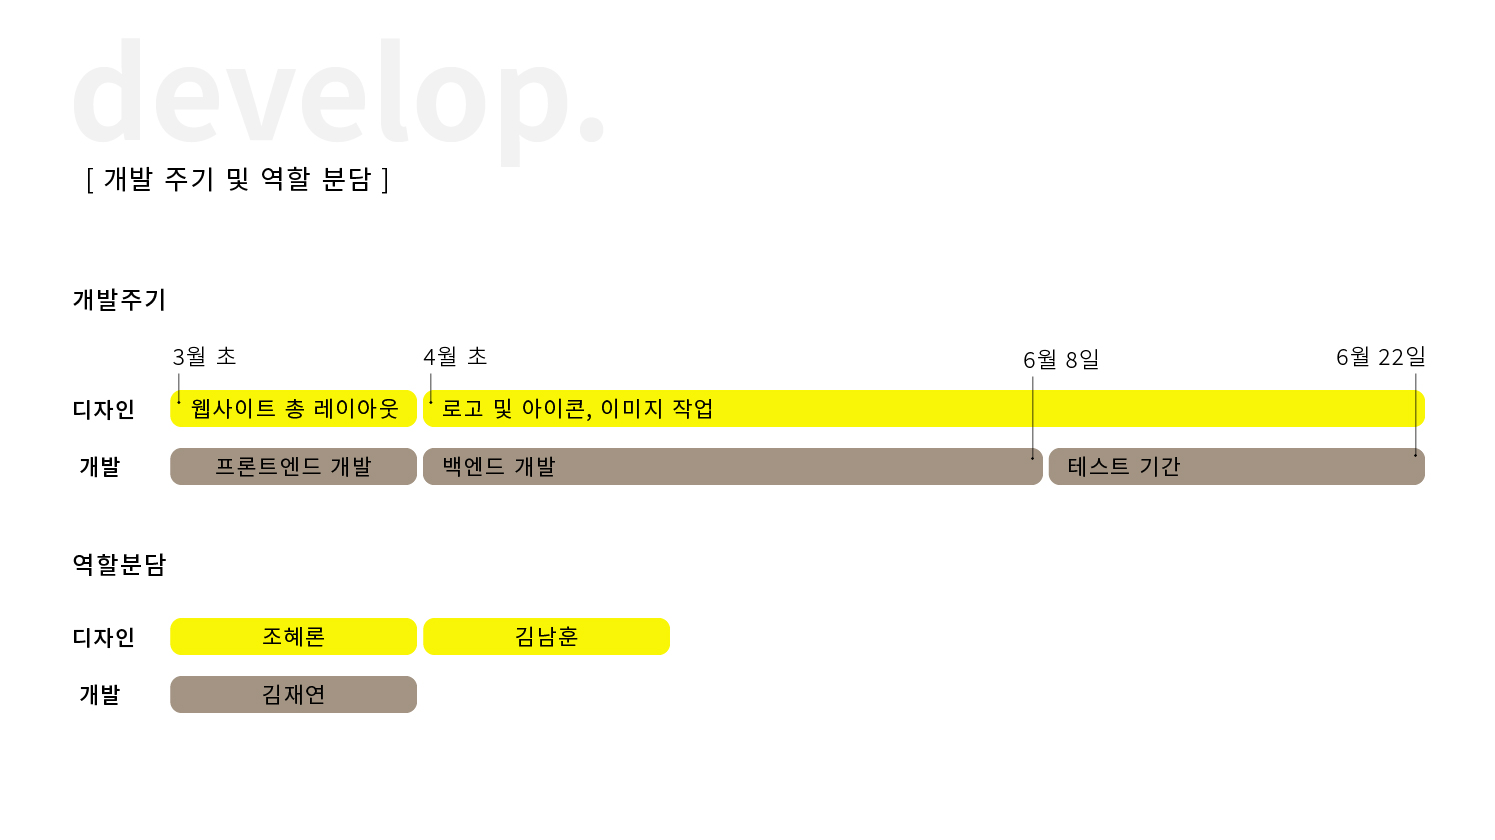 develop.
[ 개발 주기 및 역할 분담 ]
개발주기
3월 초 4월 초 6월 8일 6월 22일
디자인 웹사이트 총 레이아웃 로고 및 아이콘, 이미지 작업
개발 프론트엔드 개발 백엔드 개발 테스트 기간
역할분담
디자인 조혜론 김남훈
개발 김재연